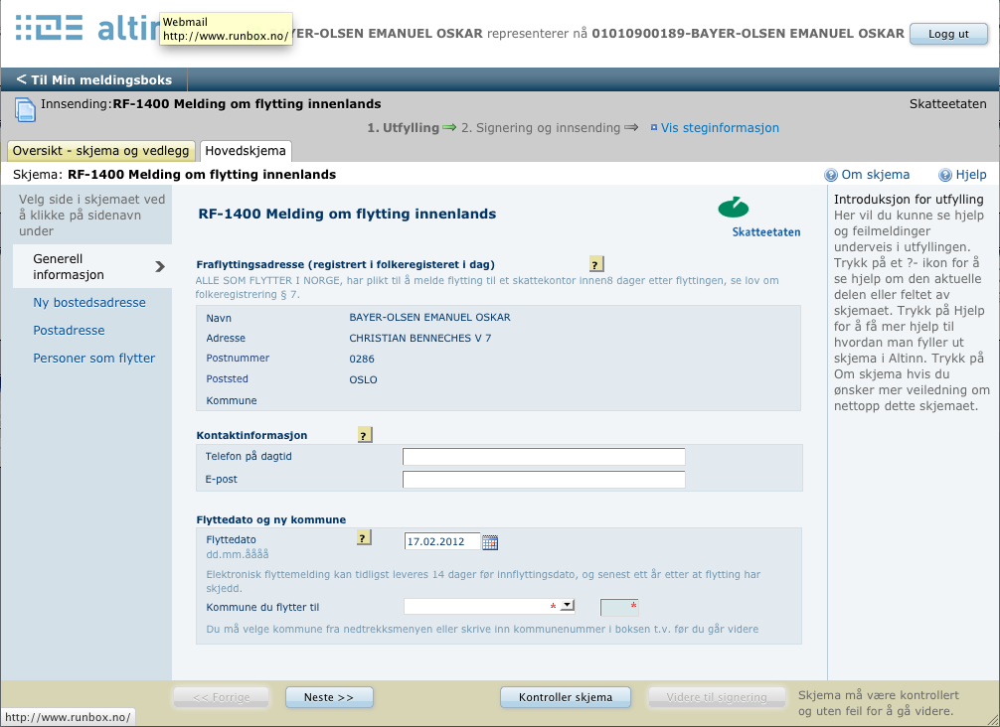 Webmail
http://www.runbox.no/
altin
YER-OLSEN EMANUEL OSKAR representerer nå 01010900189-BAYER-OLSEN EMANUEL OSKAR
Logg ut
< Til Min meldingsboks
Innsending:RF-1400 Melding om flytting innenlands
Skatteetaten
1. Utfylling 2. Signering og innsending Vis steginformasjon
Oversikt - skjema og vedlegg Hovedskjema
Skjema: RF-1400 Melding om flytting innenlands
Om skjema Hjelp
Velg side i skjemaet ved
å klikke på sidenavn
under
Generell
informasjon
Ny bostedsadresse
Postadresse
Personer som flytter
RF-1400 Melding om flytting innenlands
Skatteetaten
Fraflyttingsadresse (registrert i folkeregisteret i dag) ?
ALLE SOM FLYTTER I NORGE, har plikt til å melde flytting til et skattekontor innen8 dager etter flyttingen, se lov om
folkeregistrering § 7.
Navn BAYER-OLSEN EMANUEL OSKAR
Adresse CHRISTIAN BENNECHES V 7
Postnummer 0286
Poststed OSLO
Kommune
Kontaktinformasjon ?
Telefon på dagtid
E-post
Flyttedato og ny kommune
Flyttedato ? 17.02.2012
dd.mm.åååå
Elektronisk flyttemelding kan tidligst leveres 14 dager før innflyttingsdato, og senest ett år etter at flytting har
skjedd.
Kommune du flytter til * *
Du må velge kommune fra nedtrekksmenyen eller skrive inn kommunenummer i boksen t.v. før du går videre
Introduksjon for utfylling
Her vil du kunne se hjelp
og feilmeldinger
underveis i utfyllingen.
Trykk på et ?- ikon for å
se hjelp om den aktuelle
delen eller feltet av
skjemaet. Trykk på Hjelp
for å få mer hjelp til
hvordan man fyller ut
skjema i Altinn. Trykk på
Om skjema hvis du
ønsker mer veiledning om
nettopp dette skjemaet.
<< Forrige Neste >> Kontroller skjema Videre til signering
Skjema må være kontrollert
og uten feil for å gå videre.
http://www.runbox.no/